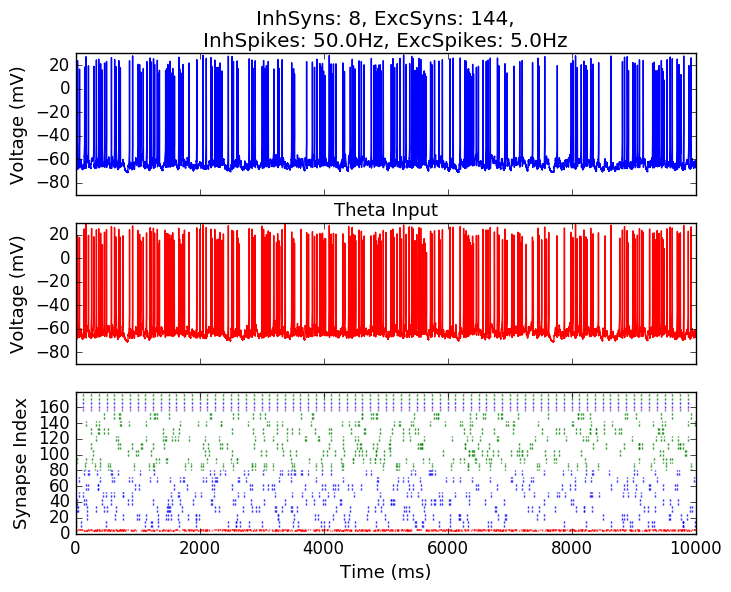 InhSyns: 8, ExcSyns: 144,
InhSpikes: 50.0Hz, ExcSpikes: 5.0Hz
20
0
−20
−40
−60
−80
Voltage (mV)
Theta Input
20
0
−20
−40
−60
−80
Voltage (mV)
160
140
120
100
80
60
40
20
0
Synapse Index
0 2000 4000 6000 8000 10000
Time (ms)